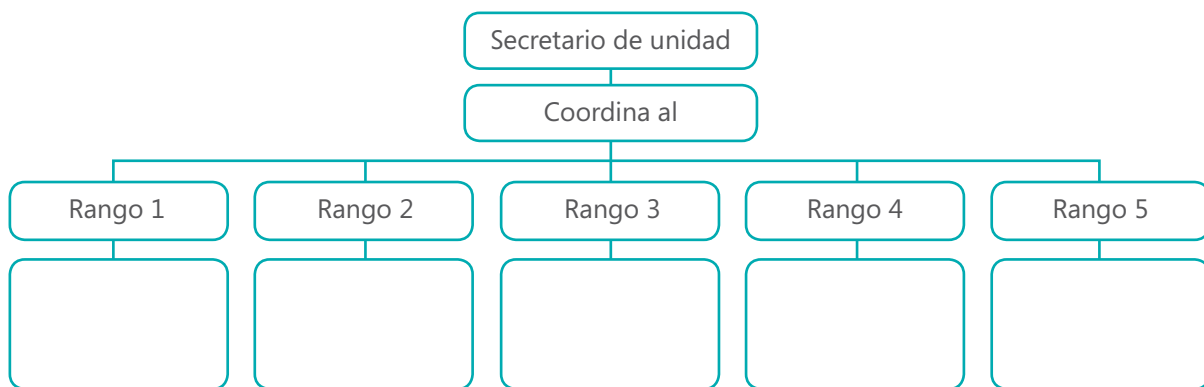 Secretario de unidad
Coordina al
Rango 1
Rango 2
Rango 3
Rango 4
Rango 5